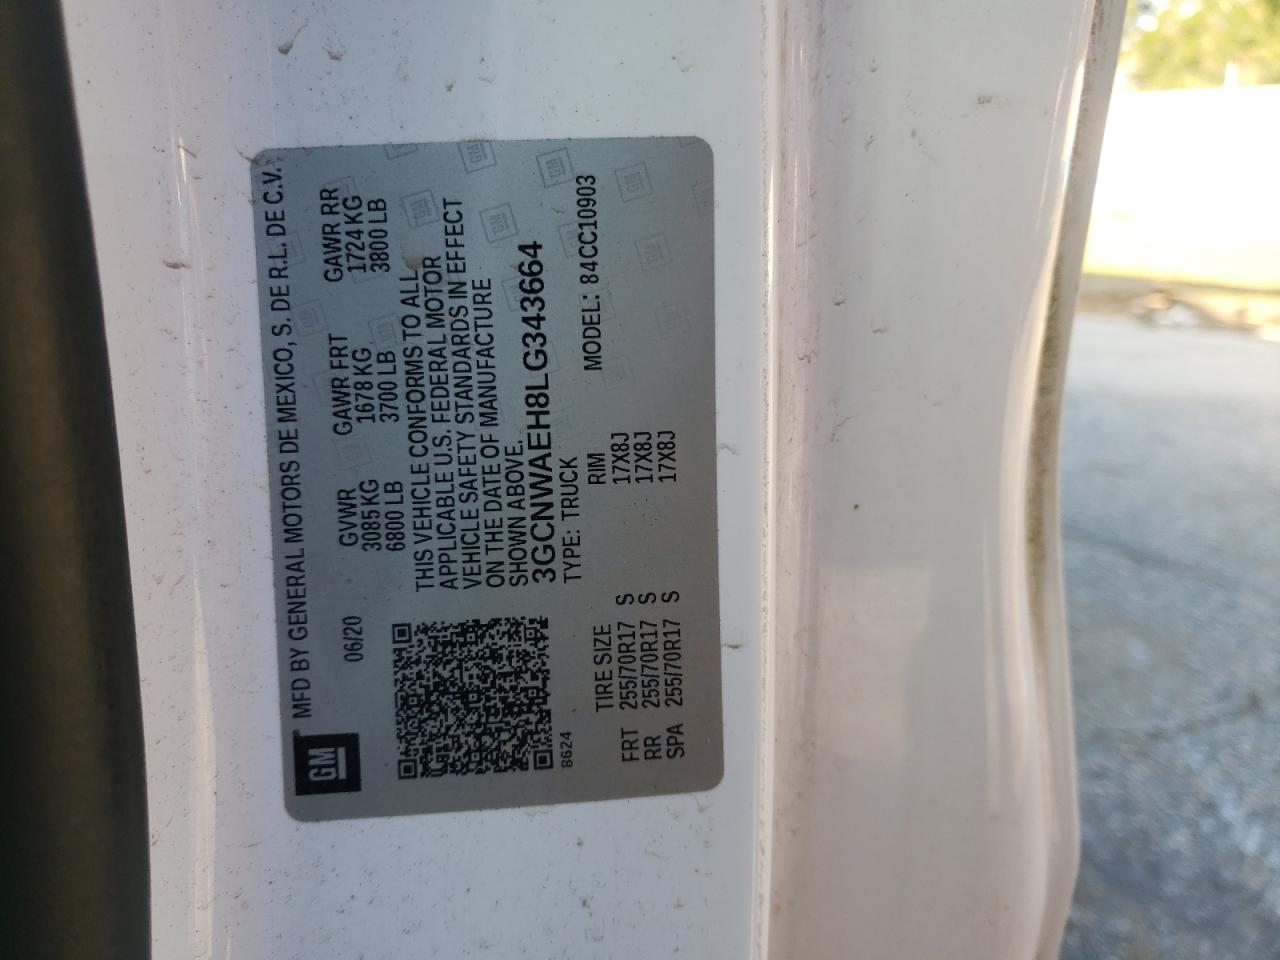 GM
MFD BY GENERAL MOTORS DE MEXICO, S. DE R.L. DE C.V.
06/20 GVWR GAWR FRT GAWR RR
3085 KG 1678 KG 1724 KG
6800 LB 3700 LB 3800 LB
THIS VEHICLE CONFORMS TO ALL
APPLICABLE U.S. FEDERAL MOTOR
VEHICLE SAFETY STANDARDS IN EFFECT
ON THE DATE OF MANUFACTURE
SHOWN ABOVE.
3GCNWAEH8LG343664
8624 TYPE: TRUCK MODEL: 84CC10903
TIRE SIZE RIM
FRT 255/70R17 S 17X8J
RR 255/70R17 S 17X8J
SPA 255/70R17 S 17X8J